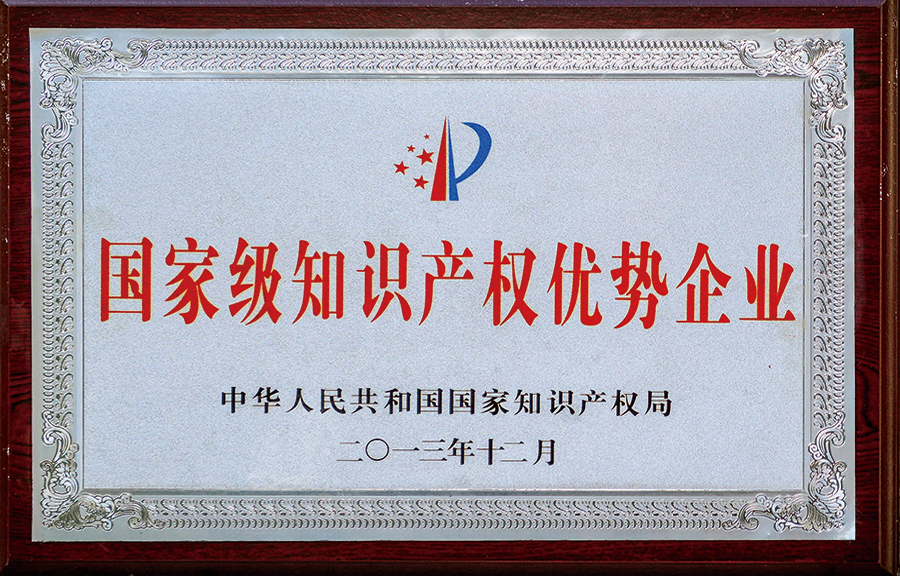 国家级知识产权优势企业
中华人民共和国国家知识产权局
二〇一三年十二月